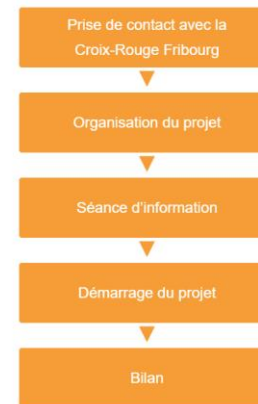 Prise de contact avec la
Croix-Rouge Fribourg
Organisation du projet
Séance d'information
Démarrage du projet
Bilan